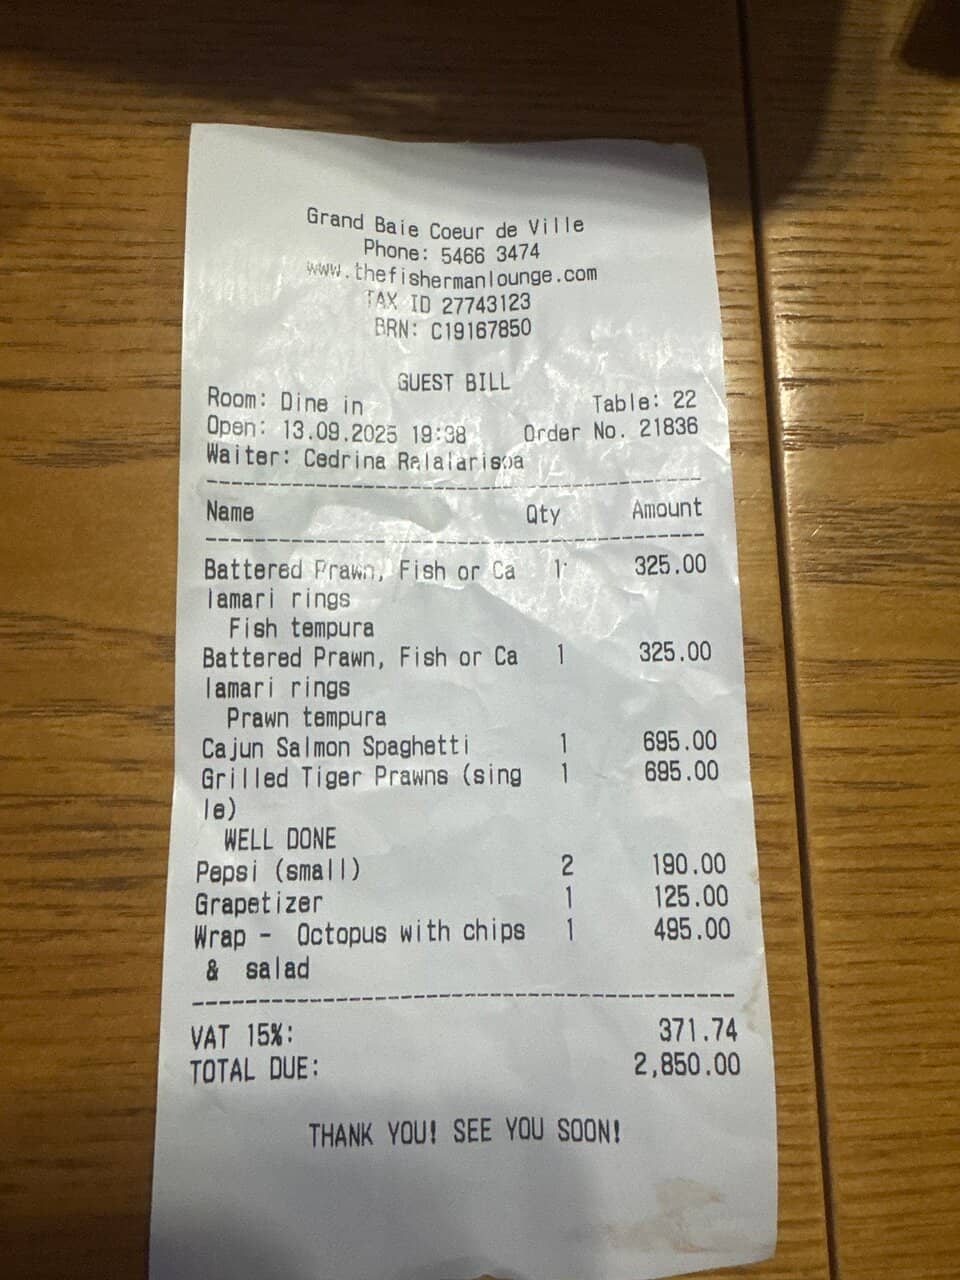 Grand Baie Coeur de Ville
Phone: 5466 3474
www.thefishermanlounge.com
TAX ID 27743123
BRN: C19167850
GUEST BILL
Room: Dine in Table: 22
Open: 13.09.2025 19:38 Order No. 21836
Waiter: Cedrina Ralalarisoa
Name Qty Amount
Battered Prawn, Fish or Ca 1 325.00
lamari rings
Fish tempura
Battered Prawn, Fish or Ca 1 325.00
lamari rings
Prawn tempura
Cajun Salmon Spaghetti 1 695.00
Grilled Tiger Prawns (sing 1 695.00
le)
WELL DONE
Pepsi (small) 2 190.00
Grapetizer 1 125.00
Wrap - Octopus with chips 1 495.00
& salad
VAT 15%: 371.74
TOTAL DUE: 2,850.00
THANK YOU! SEE YOU SOON!